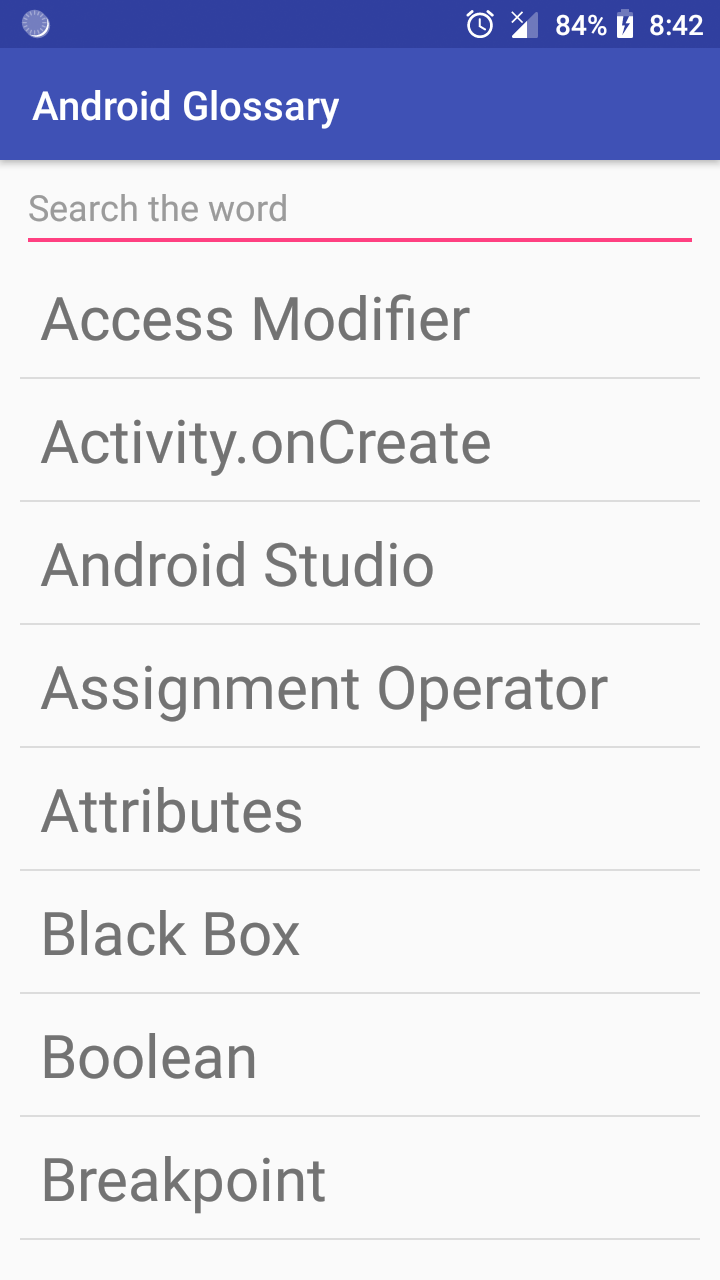 84% 8:42
Android Glossary
Search the word
Access Modifier
Activity.onCreate
Android Studio
Assignment Operator
Attributes
Black Box
Boolean
Breakpoint